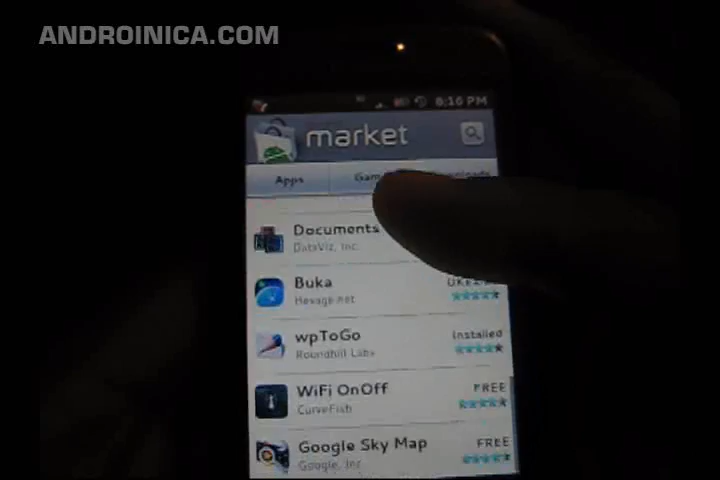 ANDROINICA.COM
6:10 PM
market
Apps
Documents
DataViz, Inc.
Buka
Hexage.net
wpToGo
Installed
Roundhill Labs
WiFi OnOff
FREE
CurveFish
Google Sky Map
FREE
Google, Inc